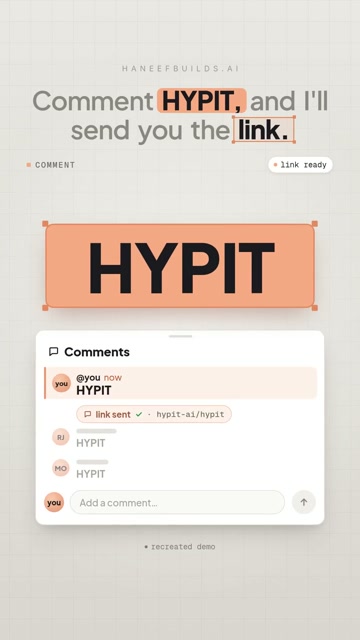 HANEEFBUILDS.AI
Comment HYPIT, and I'll
send you the link.
COMMENT
link ready
HYPIT
Comments
you
@you now
HYPIT
link sent ✓ · hypit-ai/hypit
RJ
HYPIT
MO
HYPIT
you
Add a comment...
recreated demo